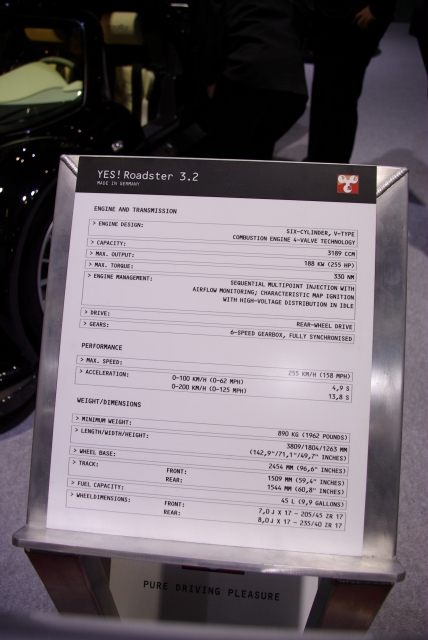 YES! Roadster 3.2
MADE IN GERMANY
ENGINE AND TRANSMISSION
> ENGINE DESIGN: SIX-CYLINDER, V-TYPE
COMBUSTION ENGINE 4-VALVE TECHNOLOGY
> CAPACITY: 3189 CCM
> MAX. OUTPUT: 188 KW (255 HP)
> MAX. TORQUE: 330 NM
> ENGINE MANAGEMENT: SEQUENTIAL MULTIPOINT INJECTION WITH
AIRFLOW MONITORING; CHARACTERISTIC MAP IGNITION
WITH HIGH-VOLTAGE DISTRIBUTION IN IDLE
> DRIVE: REAR-WHEEL DRIVE
> GEARS: 6-SPEED GEARBOX, FULLY SYNCHRONISED
PERFORMANCE
> MAX. SPEED: 255 KM/H (158 MPH)
> ACCELERATION: 0-100 KM/H (0-62 MPH) 4,9 S
0-200 KM/H (0-125 MPH) 13,8 S
WEIGHT/DIMENSIONS
> MINIMUM WEIGHT: 890 KG (1962 POUNDS)
> LENGTH/WIDTH/HEIGHT: 3809/1804/1263 MM
(142,9"/71,1"/49,7" INCHES)
> WHEEL BASE: 2454 MM (96,6" INCHES)
> TRACK: FRONT: 1509 MM (59,4" INCHES)
REAR: 1544 MM (60,8" INCHES)
> FUEL CAPACITY: 45 L (9,9 GALLONS)
> WHEELDIMENSIONS: FRONT: 7,0 J X 17 - 205/45 ZR 17
REAR: 8,0 J X 17 - 235/40 ZR 17
PURE DRIVING PLEASURE